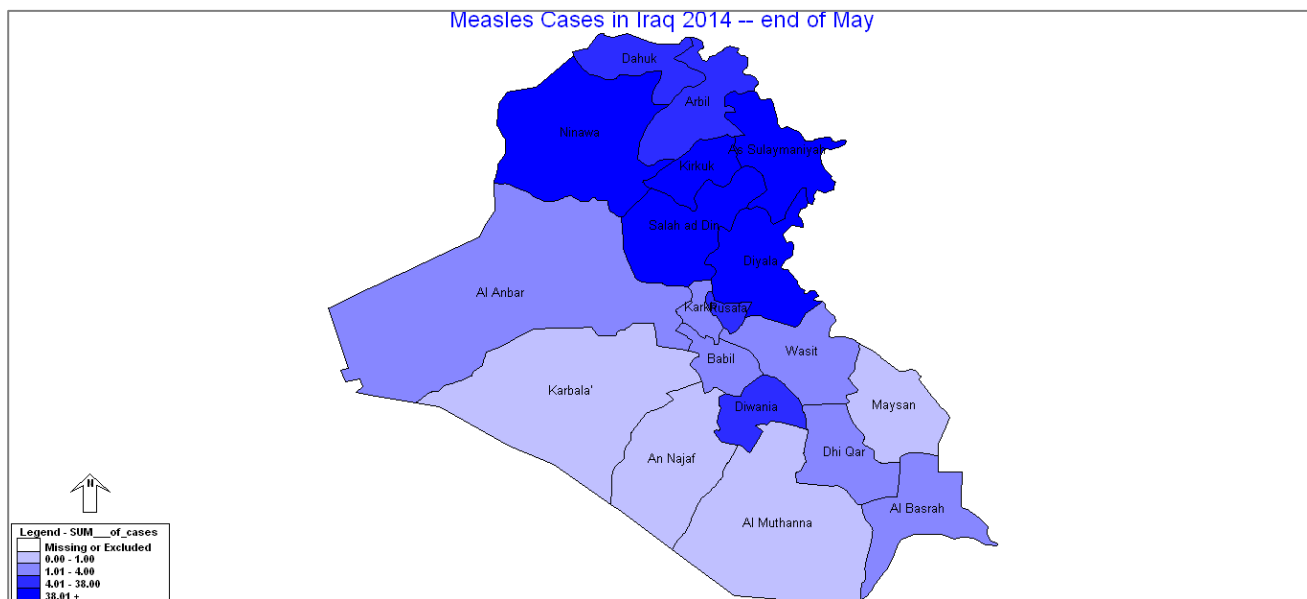 Measles Cases in Iraq 2014 -- end of May
Dahuk
Arbil
Ninawa
As Sulaymaniyah
Kirkuk
Salah ad Din
Diyala
Al Anbar
Karkh
Rusafa
Wasit
Babil
Karbala'
Diwania
Maysan
Dhi Qar
An Najaf
Al Basrah
Al Muthanna
N
Legend - SUM___of_cases
Missing or Excluded
0.00 - 1.00
1.01 - 4.00
4.01 - 38.00
38.01 +